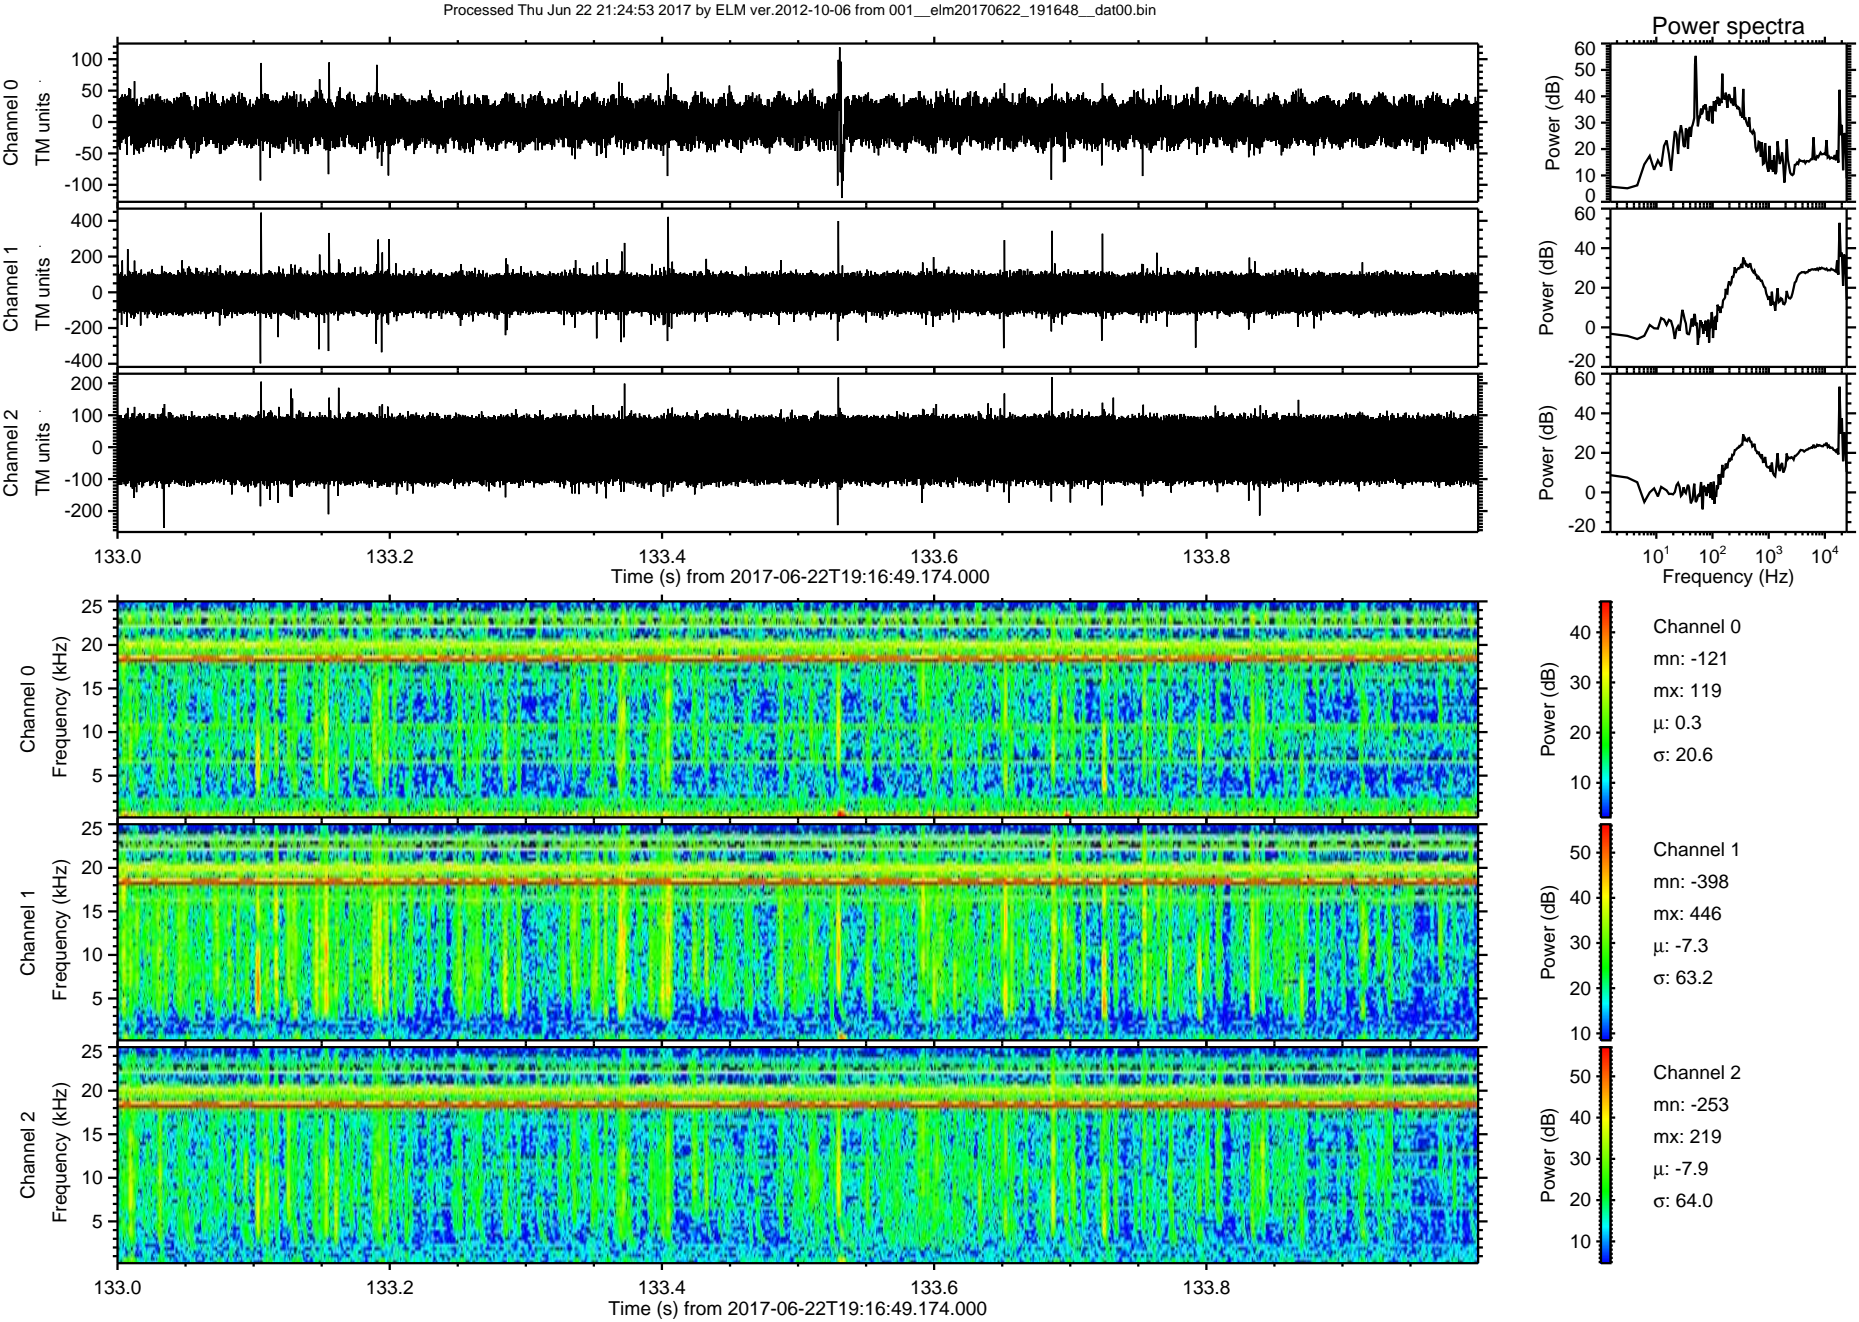 Processed Thu Jun 22 21:24:53 2017 by ELM ver.2012-10-06 from 001__elm20170622_191648__dat00.bin
Power spectra
Channel 0
TM units
100
50
0
-50
-100
Power (dB)
60
50
40
30
20
10
0
Channel 1
TM units
400
200
0
-200
-400
Power (dB)
60
40
20
0
-20
Channel 2
TM units
200
100
0
-100
-200
Power (dB)
60
40
20
0
-20
133.0 133.2 133.4 133.6 133.8
Time (s) from 2017-06-22T19:16:49.174.000
10¹ 10² 10³ 10⁴
Frequency (Hz)
Channel 0
Frequency (kHz)
25
20
15
10
5
Power (dB)
40
30
20
10
Channel 0
mn: -121
mx: 119
μ: 0.3
σ: 20.6
Channel 1
Frequency (kHz)
25
20
15
10
5
Power (dB)
50
40
30
20
10
Channel 1
mn: -398
mx: 446
μ: -7.3
σ: 63.2
Channel 2
Frequency (kHz)
25
20
15
10
5
Power (dB)
50
40
30
20
10
Channel 2
mn: -253
mx: 219
μ: -7.9
σ: 64.0
133.0 133.2 133.4 133.6 133.8
Time (s) from 2017-06-22T19:16:49.174.000